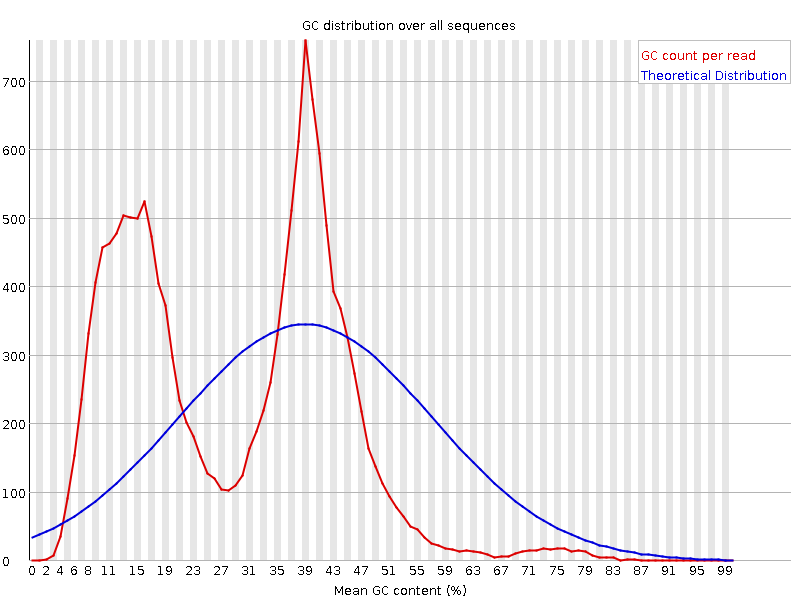 GC distribution over all sequences
GC count per read
Theoretical Distribution
700
600
500
400
300
200
100
0
0 2 4 6 8 11 15 19 23 27 31 35 39 43 47 51 55 59 63 67 71 75 79 83 87 91 95 99
Mean GC content (%)